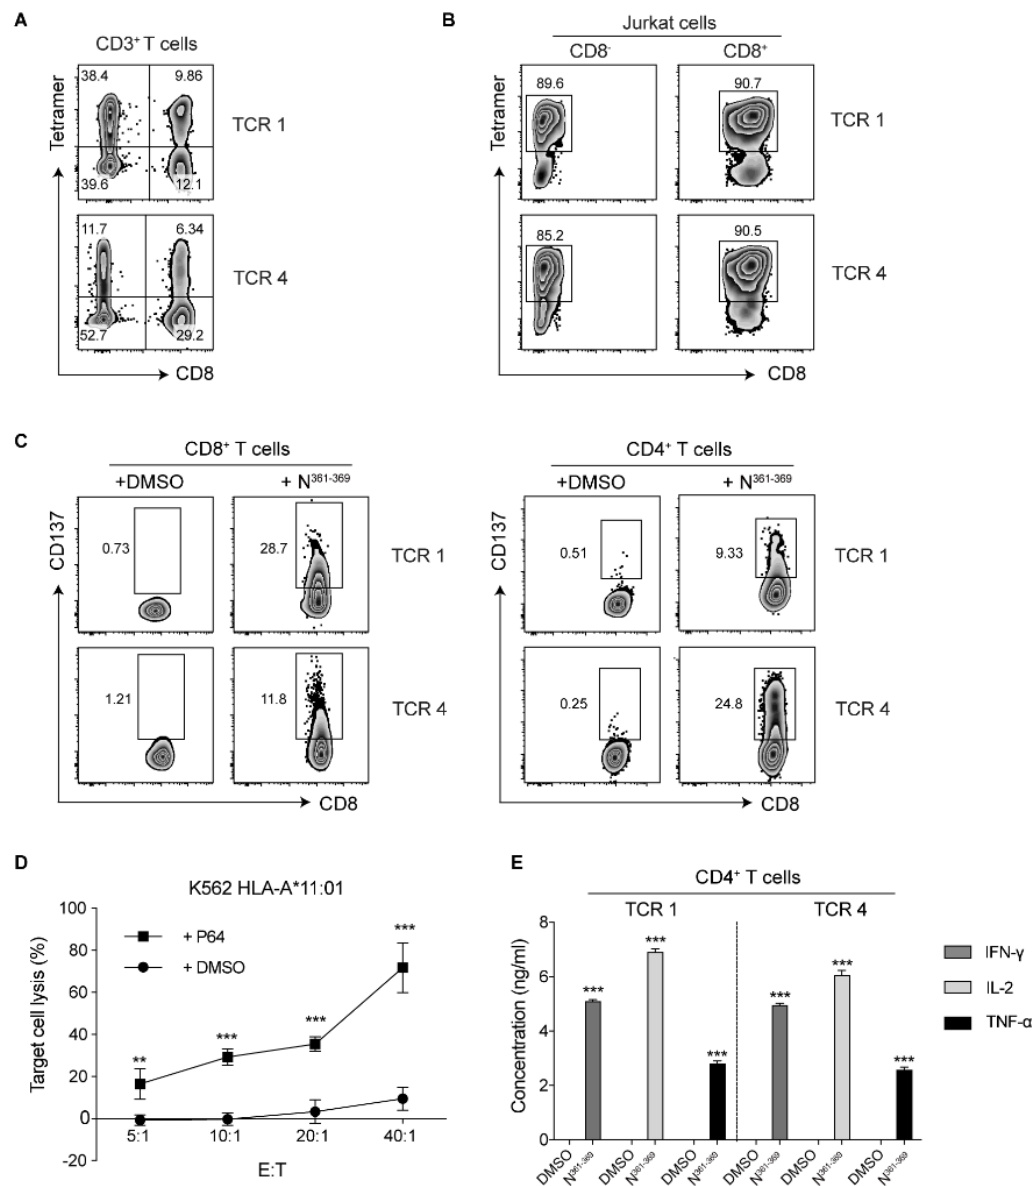 A
CD3⁺ T cells
38.4 9.86
39.6 12.1
TCR 1
11.7 6.34
52.7 29.2
TCR 4
Tetramer
CD8
B
Jurkat cells
CD8⁻ CD8⁺
89.6 90.7
TCR 1
85.2 90.5
TCR 4
Tetramer
CD8
C
CD8⁺ T cells
+DMSO + N³⁶¹⁻³⁶⁹
0.73 28.7
TCR 1
1.21 11.8
TCR 4
CD137
CD8
CD4⁺ T cells
+DMSO + N³⁶¹⁻³⁶⁹
0.51 9.33
TCR 1
0.25 24.8
TCR 4
CD137
CD8
D
K562 HLA-A*11:01
Target cell lysis (%)
100
80
60
40
20
0
-20
+ P64
+ DMSO
** *** *** ***
5:1 10:1 20:1 40:1
E:T
E
CD4⁺ T cells
TCR 1 TCR 4
Concentration (ng/ml)
8
6
4
2
0
*** *** *** *** *** ***
DMSO N³⁶¹⁻³⁶⁹ DMSO N³⁶¹⁻³⁶⁹ DMSO N³⁶¹⁻³⁶⁹ DMSO N³⁶¹⁻³⁶⁹ DMSO N³⁶¹⁻³⁶⁹ DMSO N³⁶¹⁻³⁶⁹
IFN-γ
IL-2
TNF-α